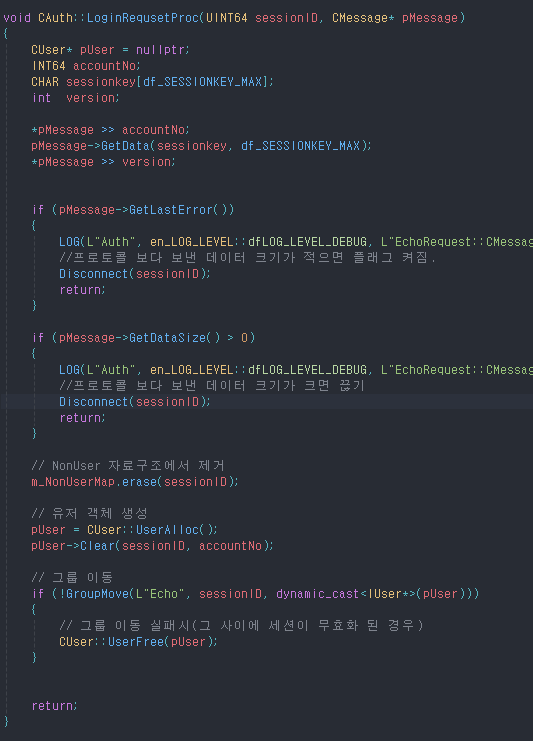 void CAuth::LoginRequsetProc(UINT64 sessionID, CMessage* pMessage)
{
CUser* pUser = nullptr;
INT64 accountNo;
CHAR sessionkey[df_SESSIONKEY_MAX];
int version;
*pMessage >> accountNo;
pMessage->GetData(sessionkey, df_SESSIONKEY_MAX);
*pMessage >> version;
if (pMessage->GetLastError())
{
LOG(L"Auth", en_LOG_LEVEL::dfLOG_LEVEL_DEBUG, L"EchoRequest::CMessag
//프로토콜 보다 보낸 데이터 크기가 적으면 플래그 켜짐.
Disconnect(sessionID);
return;
}
if (pMessage->GetDataSize() > 0)
{
LOG(L"Auth", en_LOG_LEVEL::dfLOG_LEVEL_DEBUG, L"EchoRequest::CMessag
//프로토콜 보다 보낸 데이터 크기가 크면 끊기
Disconnect(sessionID);
return;
}
// NonUser 자료구조에서 제거
m_NonUserMap.erase(sessionID);
// 유저 객체 생성
pUser = CUser::UserAlloc();
pUser->Clear(sessionID, accountNo);
// 그룹 이동
if (!GroupMove(L"Echo", sessionID, dynamic_cast<IUser*>(pUser)))
{
// 그룹 이동 실패시(그 사이에 세션이 무효화 된 경우)
CUser::UserFree(pUser);
}
return;
}